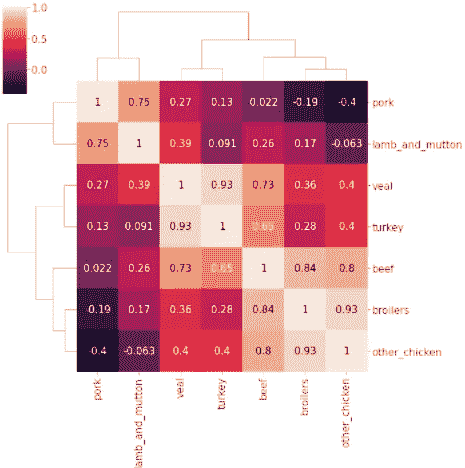 1.0
0.5
0.0
1 0.75 0.27 0.13 0.022 -0.19 -0.4 pork
0.75 1 0.39 0.091 0.26 0.17 -0.063 lamb_and_mutton
0.27 0.39 1 0.93 0.73 0.36 0.4 veal
0.13 0.091 0.93 1 0.28 0.4 turkey
0.022 0.26 0.73 1 0.84 0.8 beef
-0.19 0.17 0.36 0.28 0.84 1 0.93 broilers
-0.4 -0.063 0.4 0.4 0.8 0.93 1 other_chicken
pork lamb_and_mutton veal turkey beef broilers other_chicken